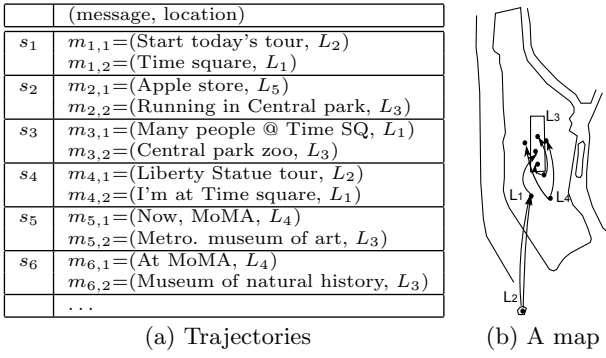 (message, location)
s1 m1,1=(Start today's tour, L2)
m1,2=(Time square, L1)
s2 m2,1=(Apple store, L5)
m2,2=(Running in Central park, L3)
s3 m3,1=(Many people @ Time SQ, L1)
m3,2=(Central park zoo, L3)
s4 m4,1=(Liberty Statue tour, L2)
m4,2=(I'm at Time square, L1)
s5 m5,1=(Now, MoMA, L4)
m5,2=(Metro. museum of art, L3)
s6 m6,1=(At MoMA, L4)
m6,2=(Museum of natural history, L3)
...
(a) Trajectories
L3
L1
L4
L2
(b) A map